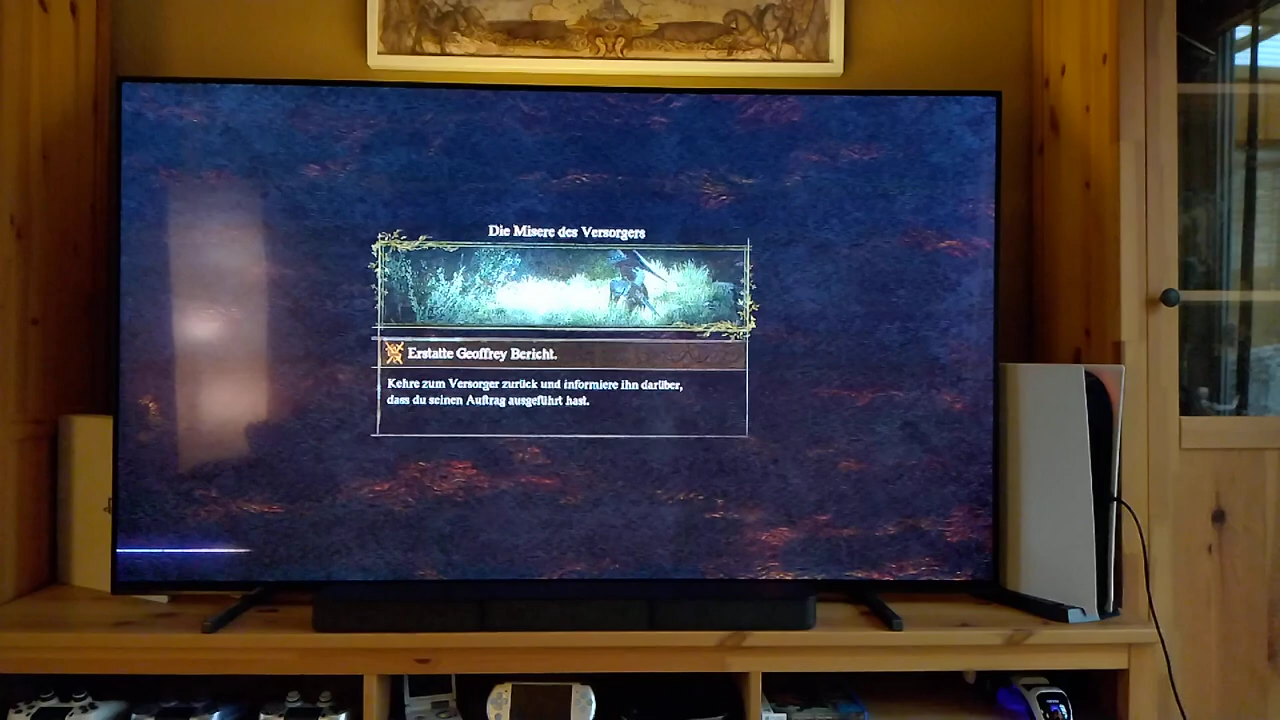 Die Misere des Versorgers
Erstatte Geoffrey Bericht.
Kehre zum Versorger zurück und informiere ihn darüber,
dass du seinen Auftrag ausgeführt hast.